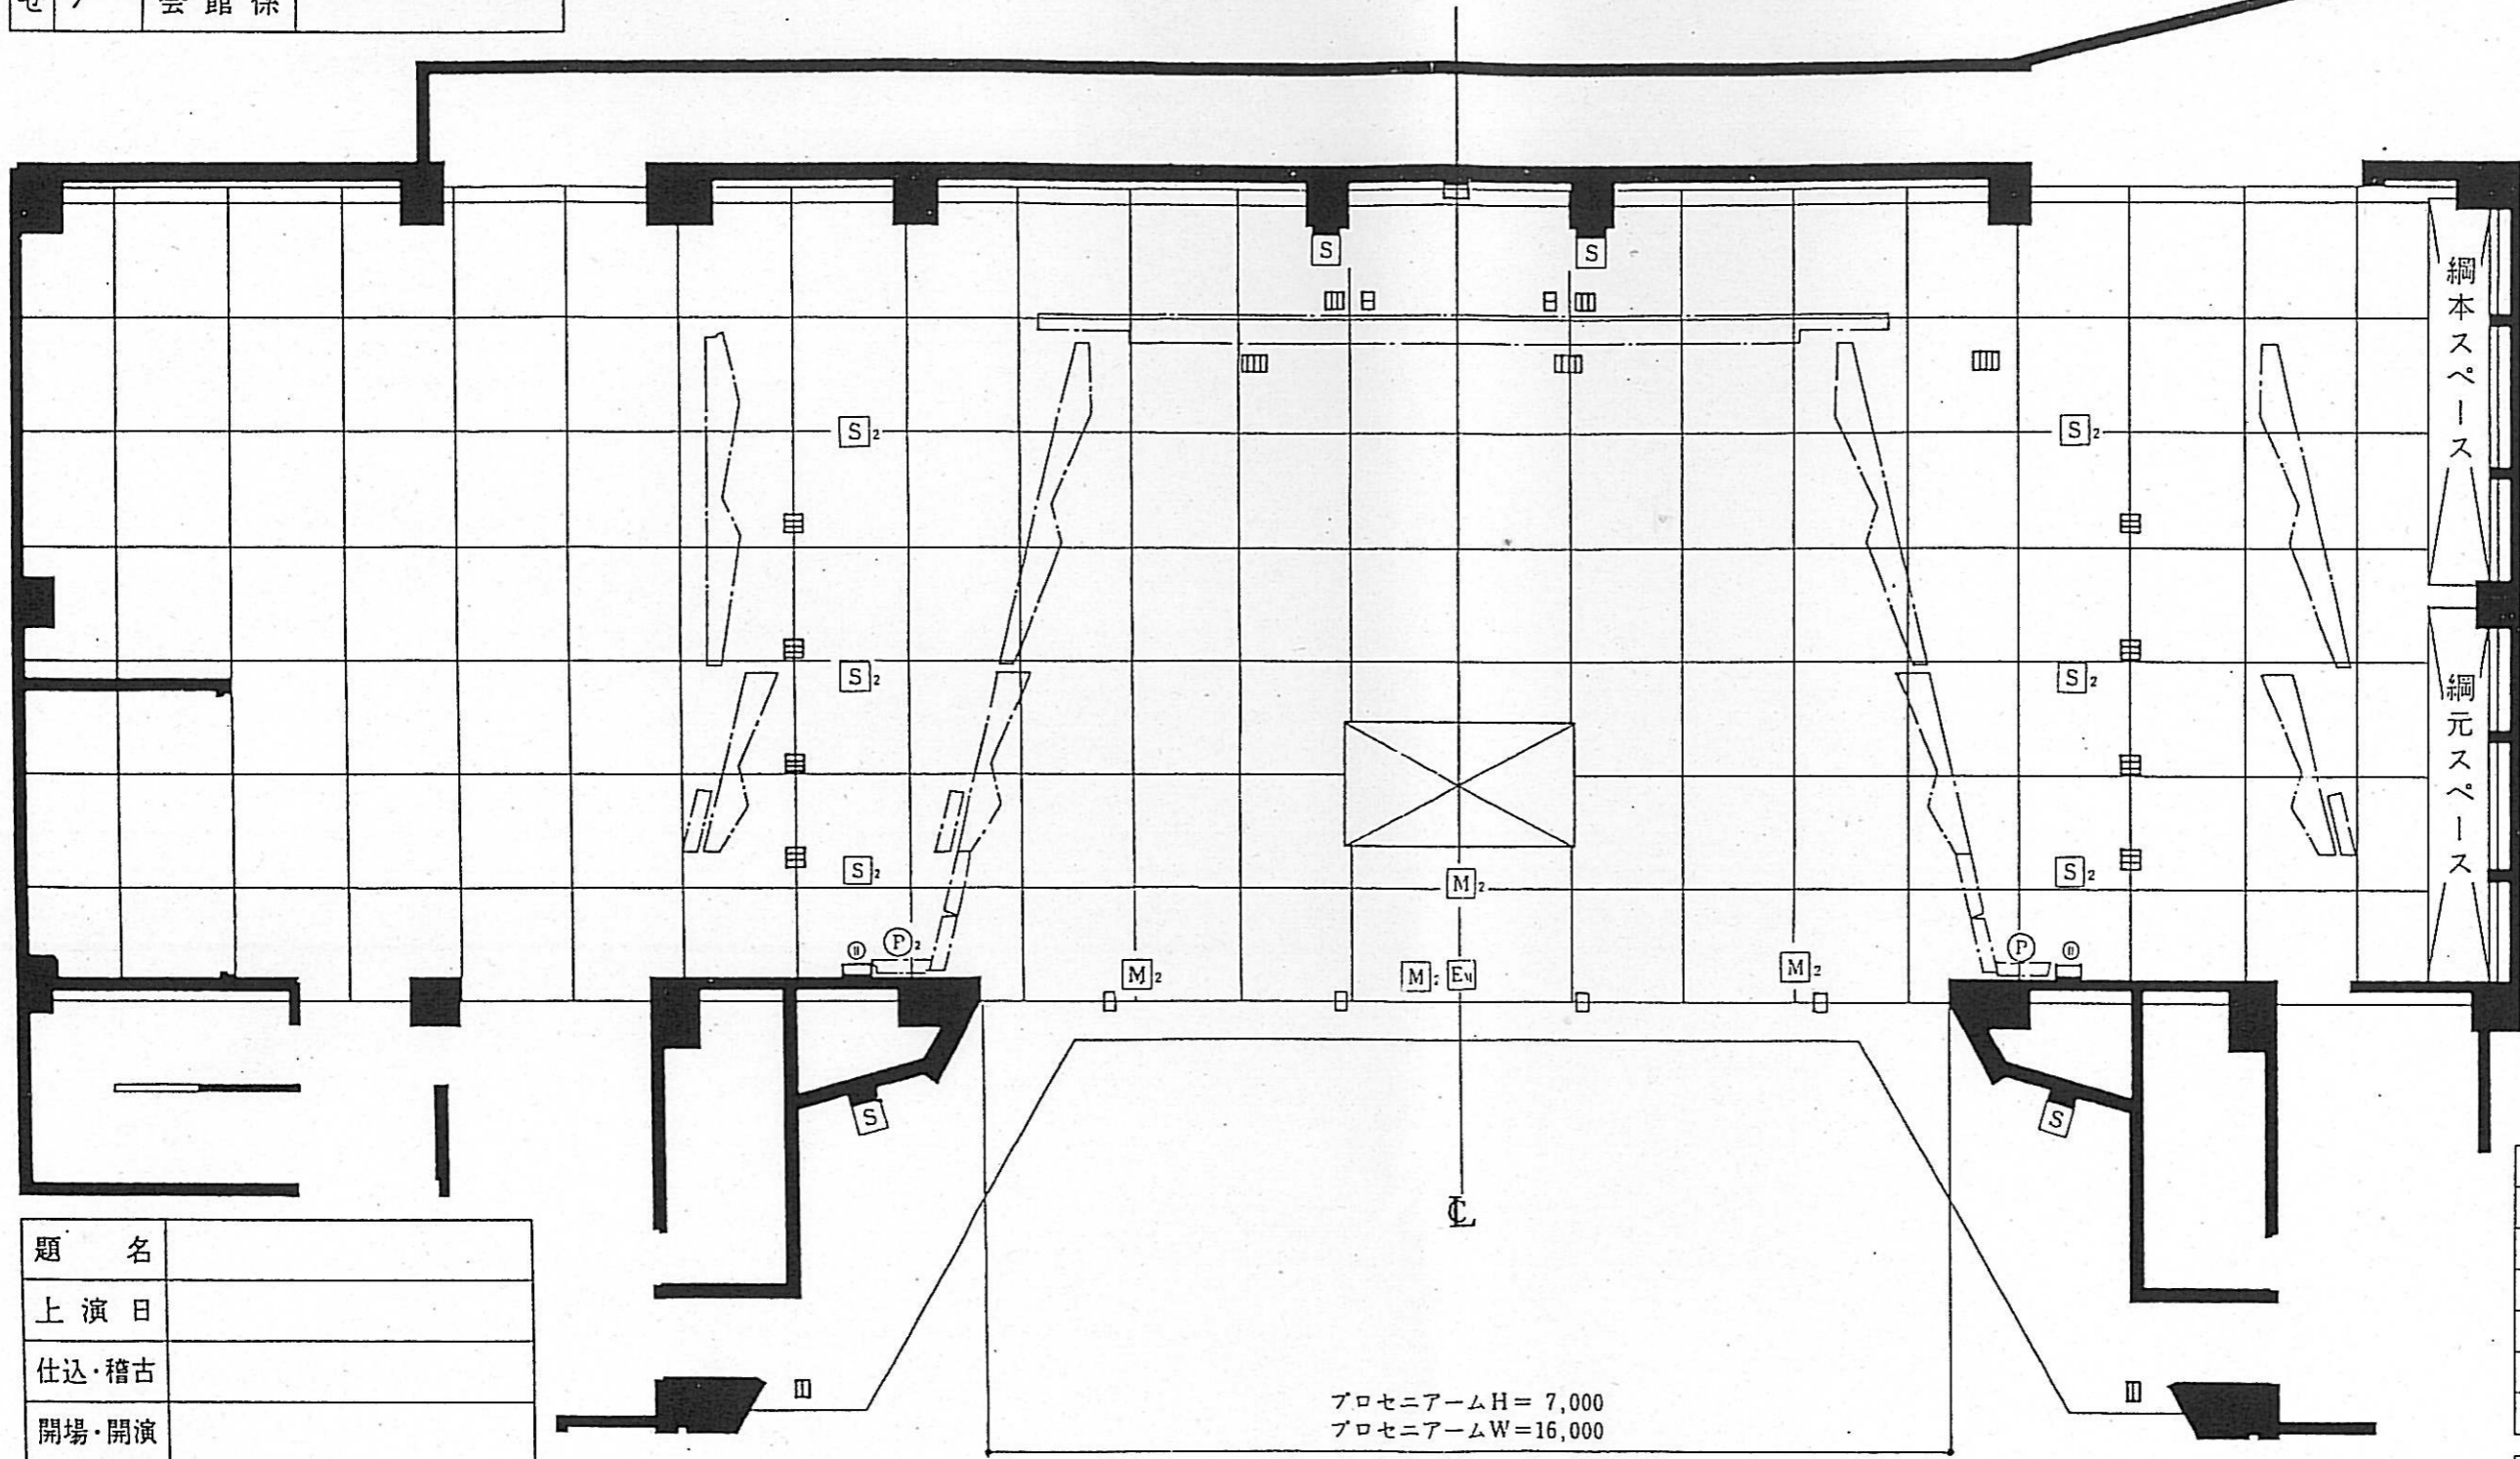 会館係
S
S
綱本スペース
S2
S2
S2
S2
綱元スペース
S2
S2
M2
P2
P
M2
M2
M2
S
S
℄
題 名
上演日
仕込・稽古
開場・開演
プロセニアームH= 7,000
プロセニアームW=16,000